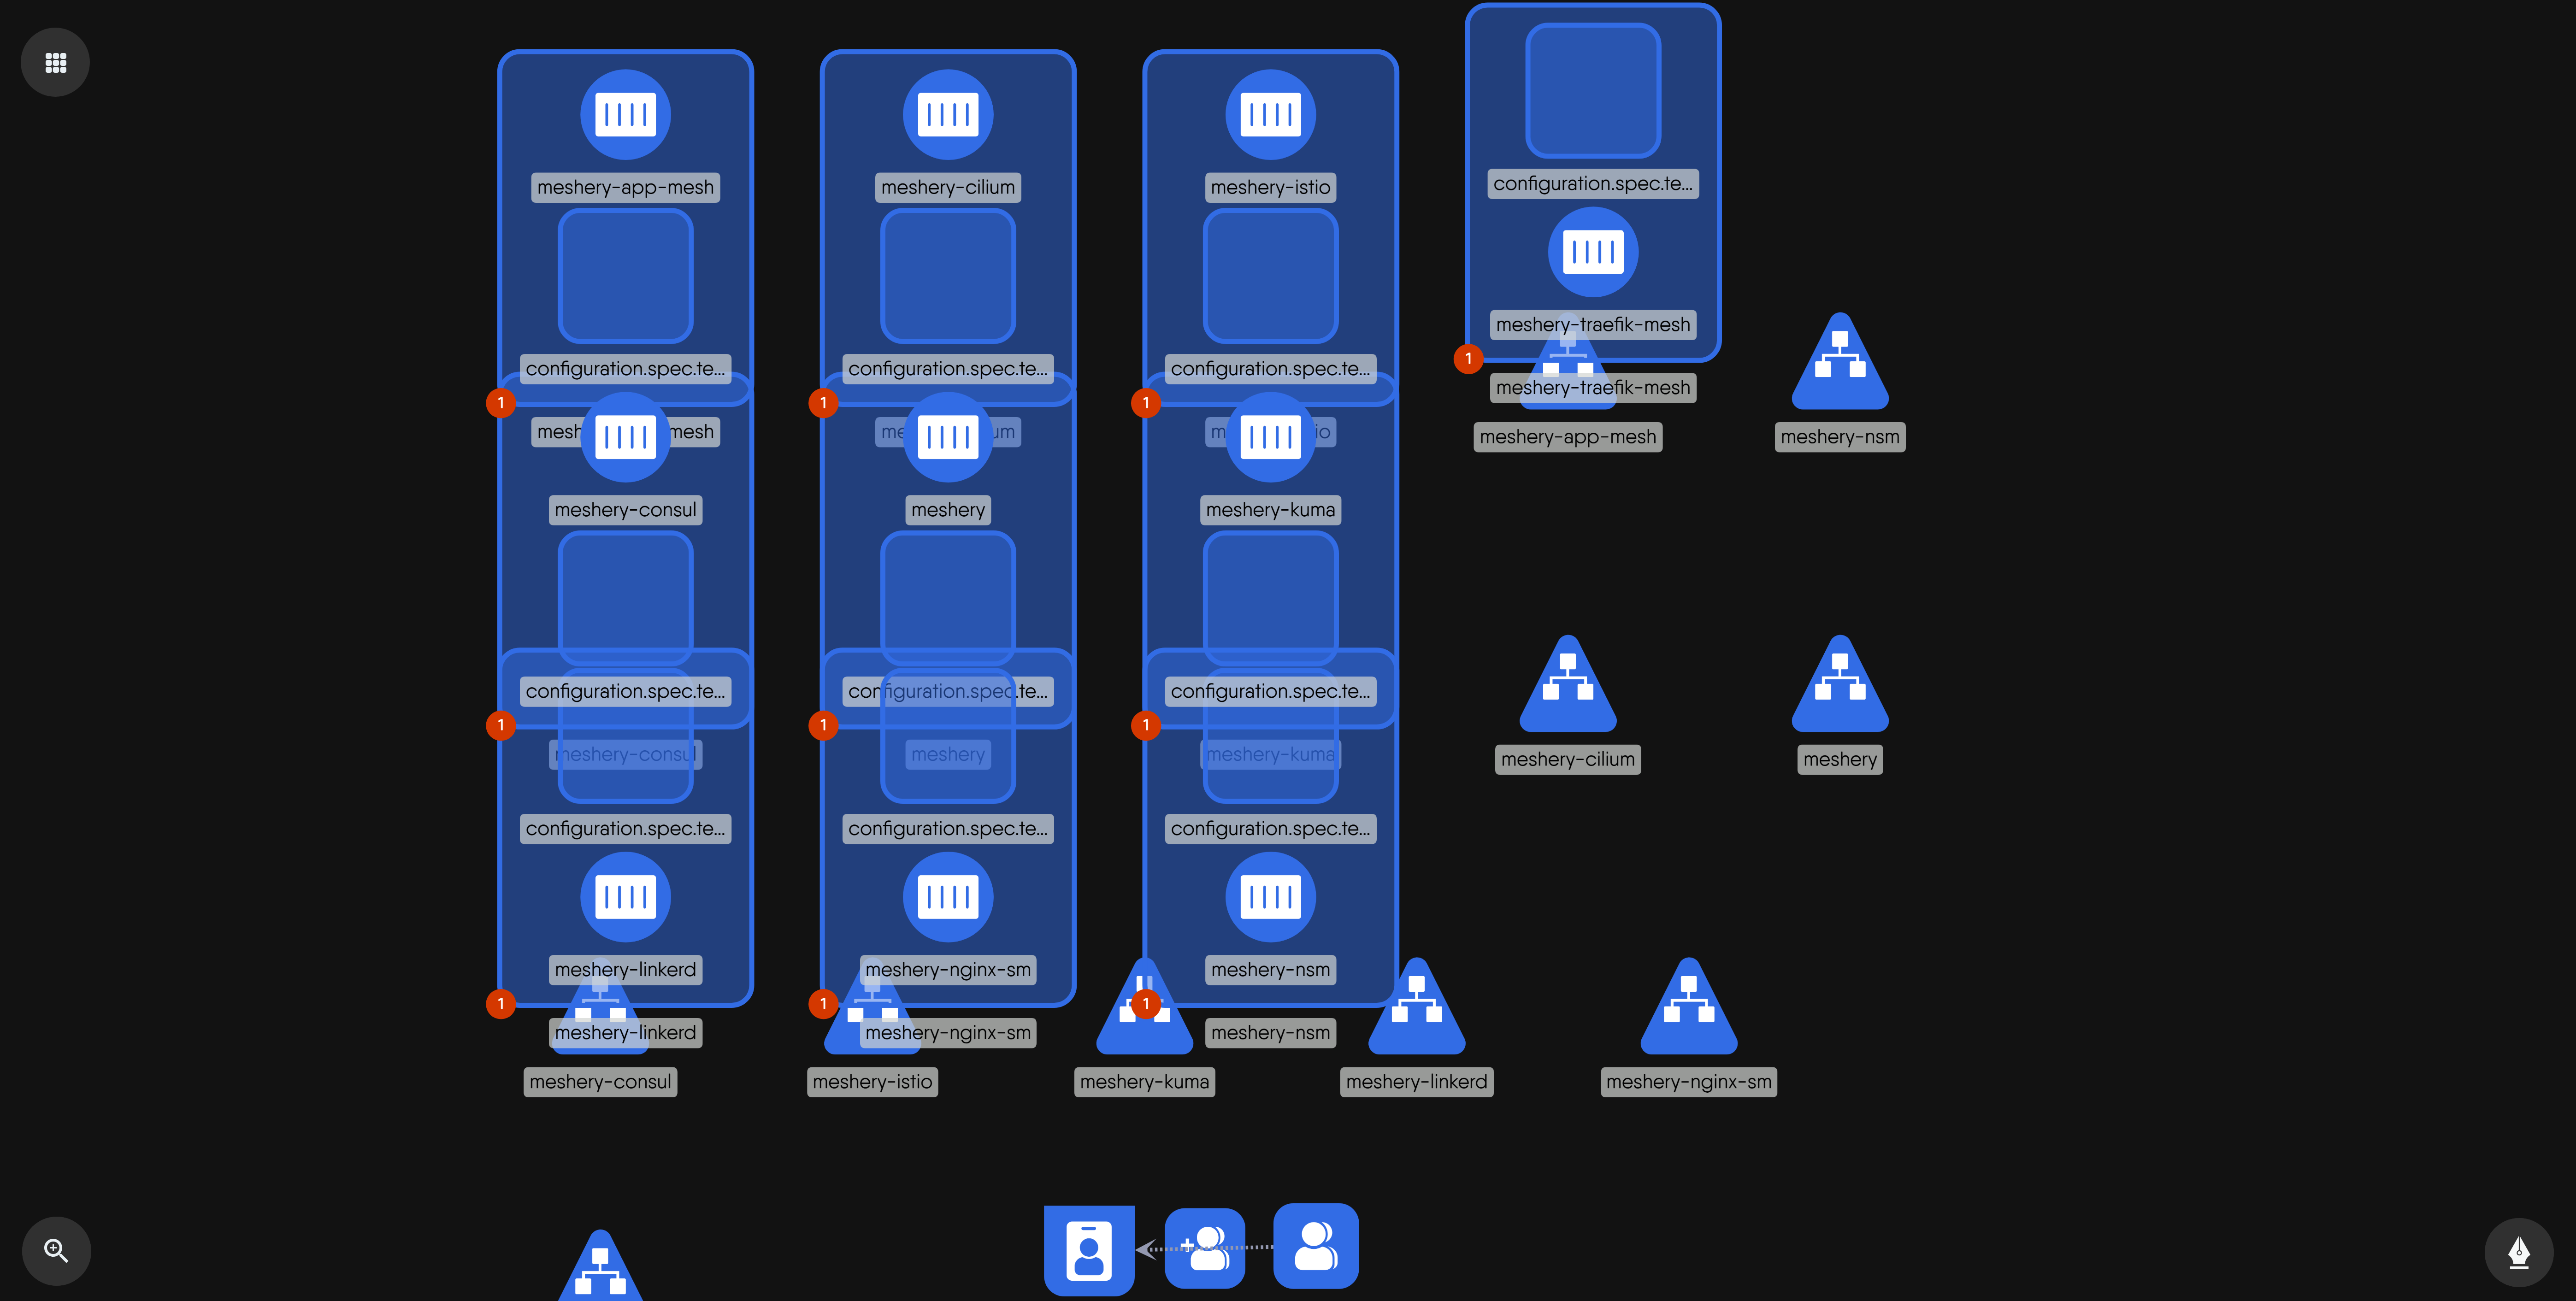 configuration.spec.te...
meshery-app-mesh
meshery-cilium
meshery-istio
meshery-traefik-mesh
configuration.spec.te...
configuration.spec.te...
configuration.spec.te...
1
meshery-traefik-mesh
1
1
1
meshery-app-mesh
meshery-nsm
meshery-consul
meshery
meshery-kuma
configuration.spec.te...
configuration.spec.te...
configuration.spec.te...
1
1
1
meshery-consul
meshery
meshery-kuma
meshery-cilium
meshery
configuration.spec.te...
configuration.spec.te...
configuration.spec.te...
meshery-linkerd
meshery-nginx-sm
meshery-nsm
1
1
1
meshery-linkerd
meshery-nginx-sm
meshery-nsm
meshery-consul
meshery-istio
meshery-kuma
meshery-linkerd
meshery-nginx-sm